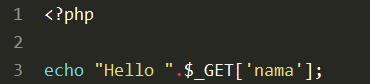 1 <?php
2
3 echo "Hello ".$_GET['nama'];